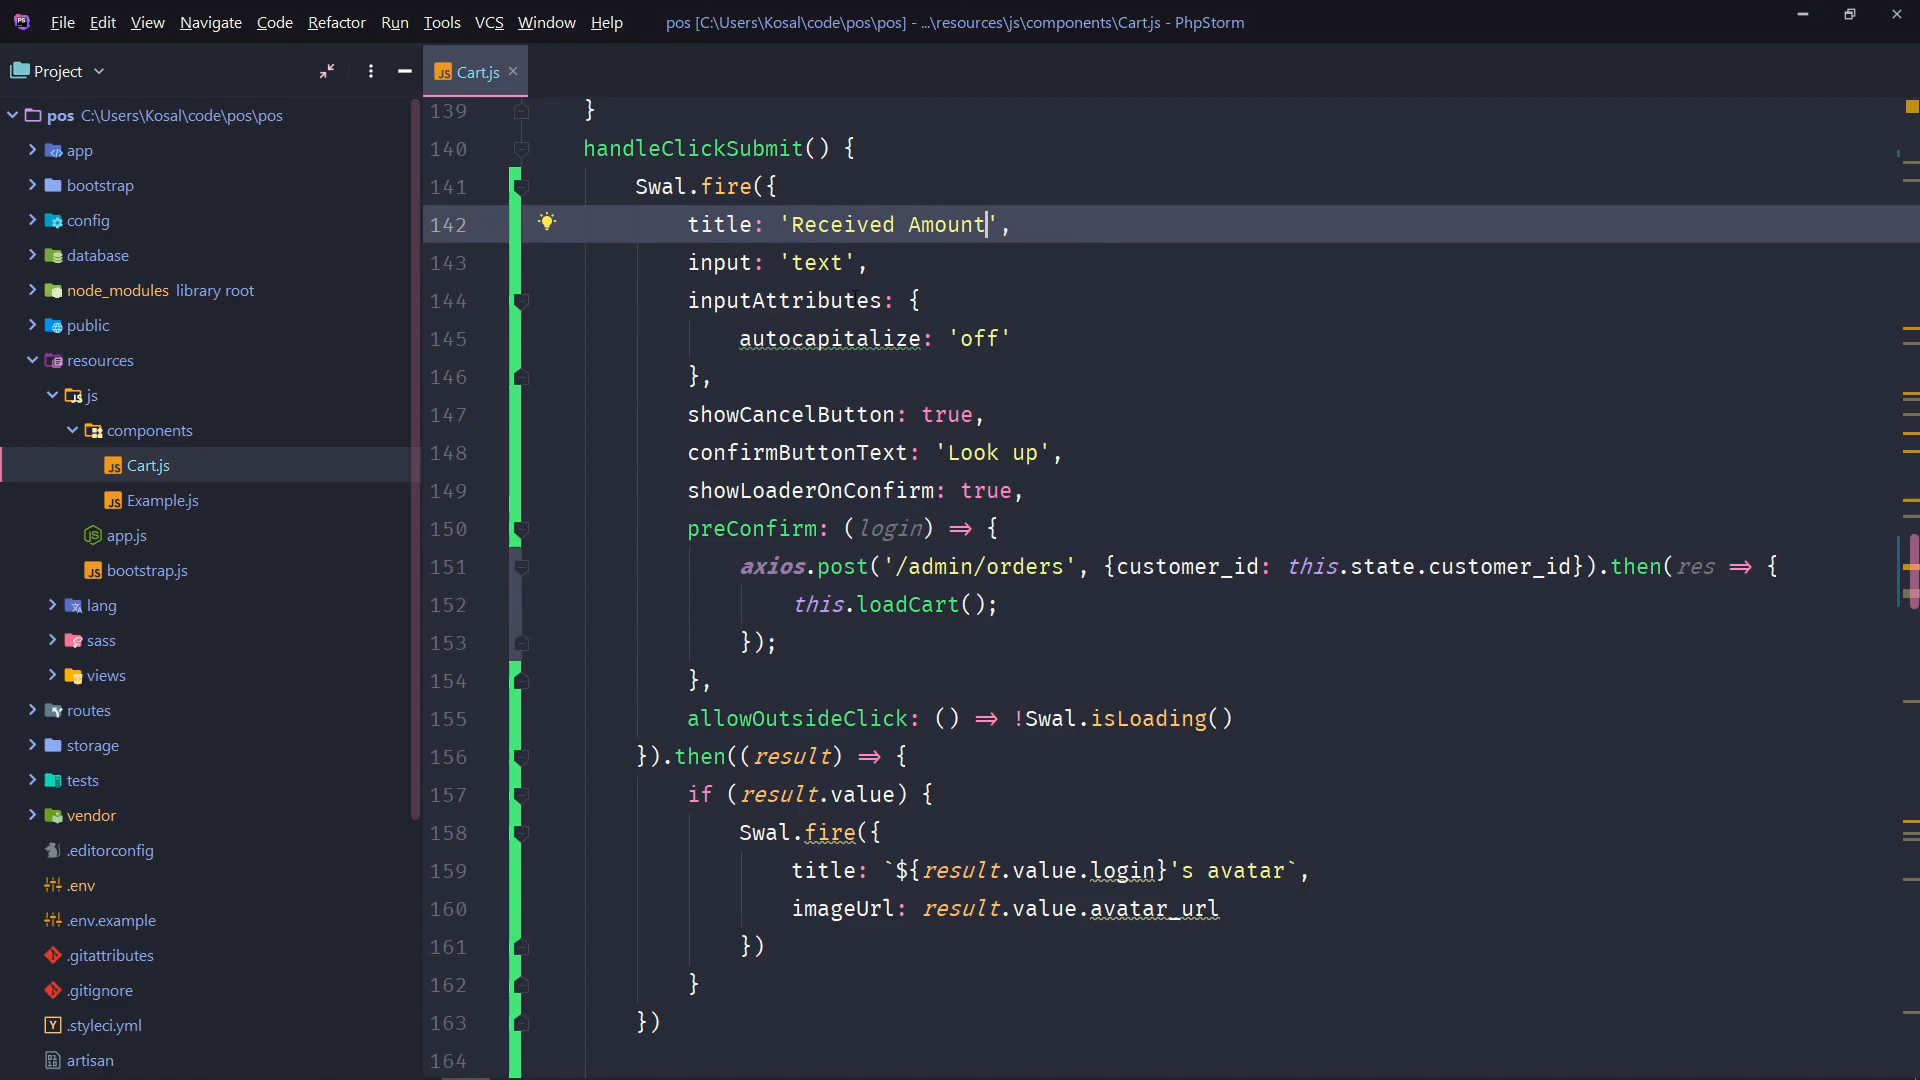 File Edit View Navigate Code Refactor Run Tools VCS Window Help pos [C:\Users\Kosal\code\pos\pos] - ...\resources\js\components\Cart.js - PhpStorm
Project
Cart.js
pos C:\Users\Kosal\code\pos\pos
app
bootstrap
config
database
node_modules library root
public
resources
js
components
Cart.js
Example.js
app.js
bootstrap.js
lang
sass
views
routes
storage
tests
vendor
.editorconfig
.env
.env.example
.gitattributes
.gitignore
.styleci.yml
artisan
139 }
140 handleClickSubmit() {
141 Swal.fire({
142 title: 'Received Amount',
143 input: 'text',
144 inputAttributes: {
145 autocapitalize: 'off'
146 },
147 showCancelButton: true,
148 confirmButtonText: 'Look up',
149 showLoaderOnConfirm: true,
150 preConfirm: (login) => {
151 axios.post('/admin/orders', {customer_id: this.state.customer_id}).then(res => {
152 this.loadCart();
153 });
154 },
155 allowOutsideClick: () => !Swal.isLoading()
156 }).then((result) => {
157 if (result.value) {
158 Swal.fire({
159 title: `${result.value.login}'s avatar`,
160 imageUrl: result.value.avatar_url
161 })
162 }
163 })
164